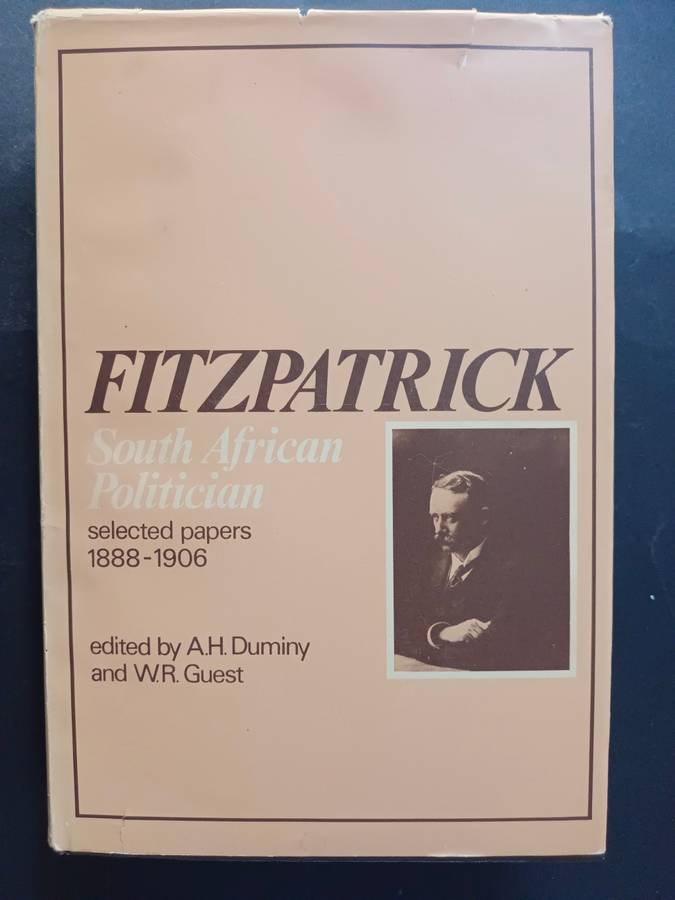 FITZPATRICK
South African
Politician
selected papers
1888-1906
edited by A.H. Duminy
and W.R. Guest